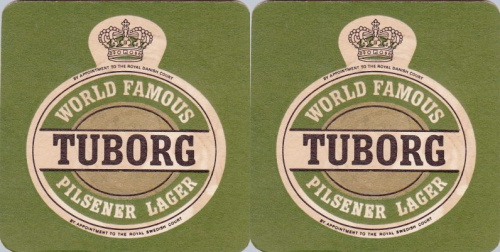 BY APPOINTMENT TO THE ROYAL DANISH COURT
WORLD FAMOUS
TUBORG
PILSENER LAGER
BY APPOINTMENT TO THE ROYAL SWEDISH COURT
BY APPOINTMENT TO THE ROYAL DANISH COURT
WORLD FAMOUS
TUBORG
PILSENER LAGER
BY APPOINTMENT TO THE ROYAL SWEDISH COURT